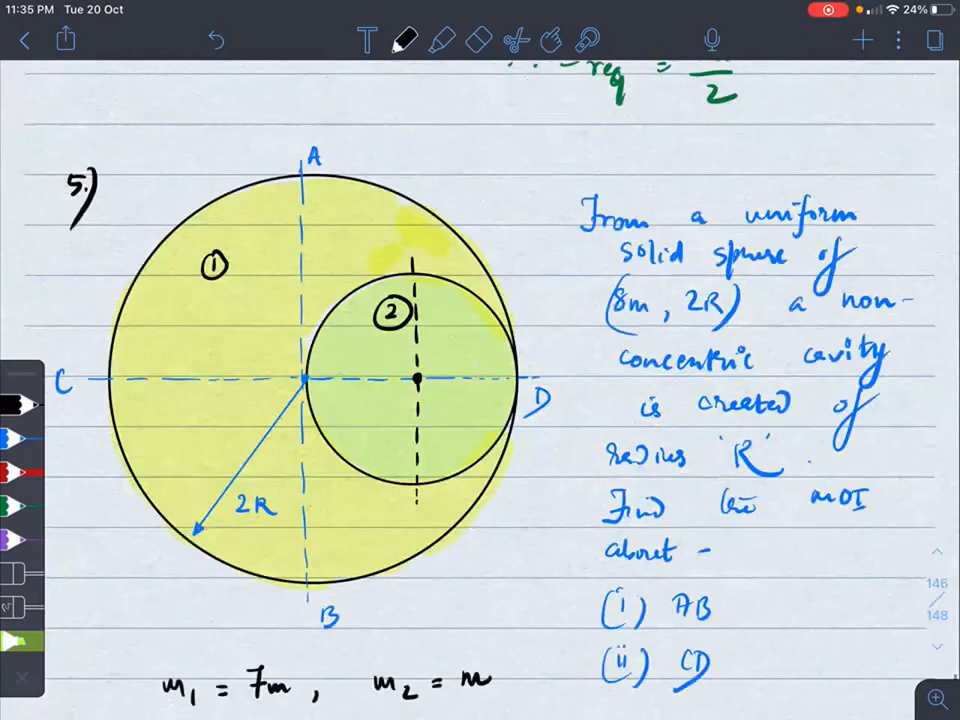 11:35 PM Tue 20 Oct
24%
req = 2
5.)
A
1
2
C
D
2R
B
From a uniform
solid sphere of
(8m, 2R) a non-
concentric cavity
is created of
radius 'R'.
Find the MOI
about -
(i) AB
(ii) CD
m₁ = 7m, m₂ = m
146
/
148